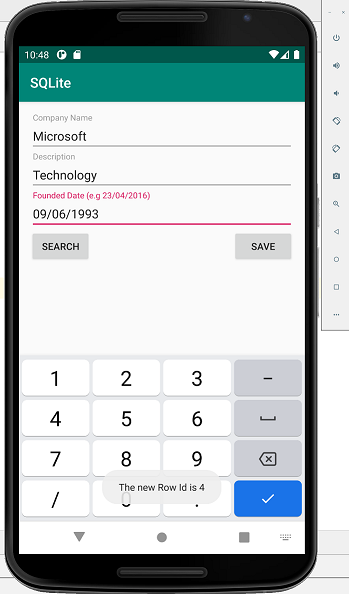 10:48
SQLite
Company Name
Microsoft
Description
Technology
Founded Date (e.g 23/04/2016)
09/06/1993
SEARCH SAVE
1 2 3 -
4 5 6
7 8 9
The new Row Id is 4
/ 0 .